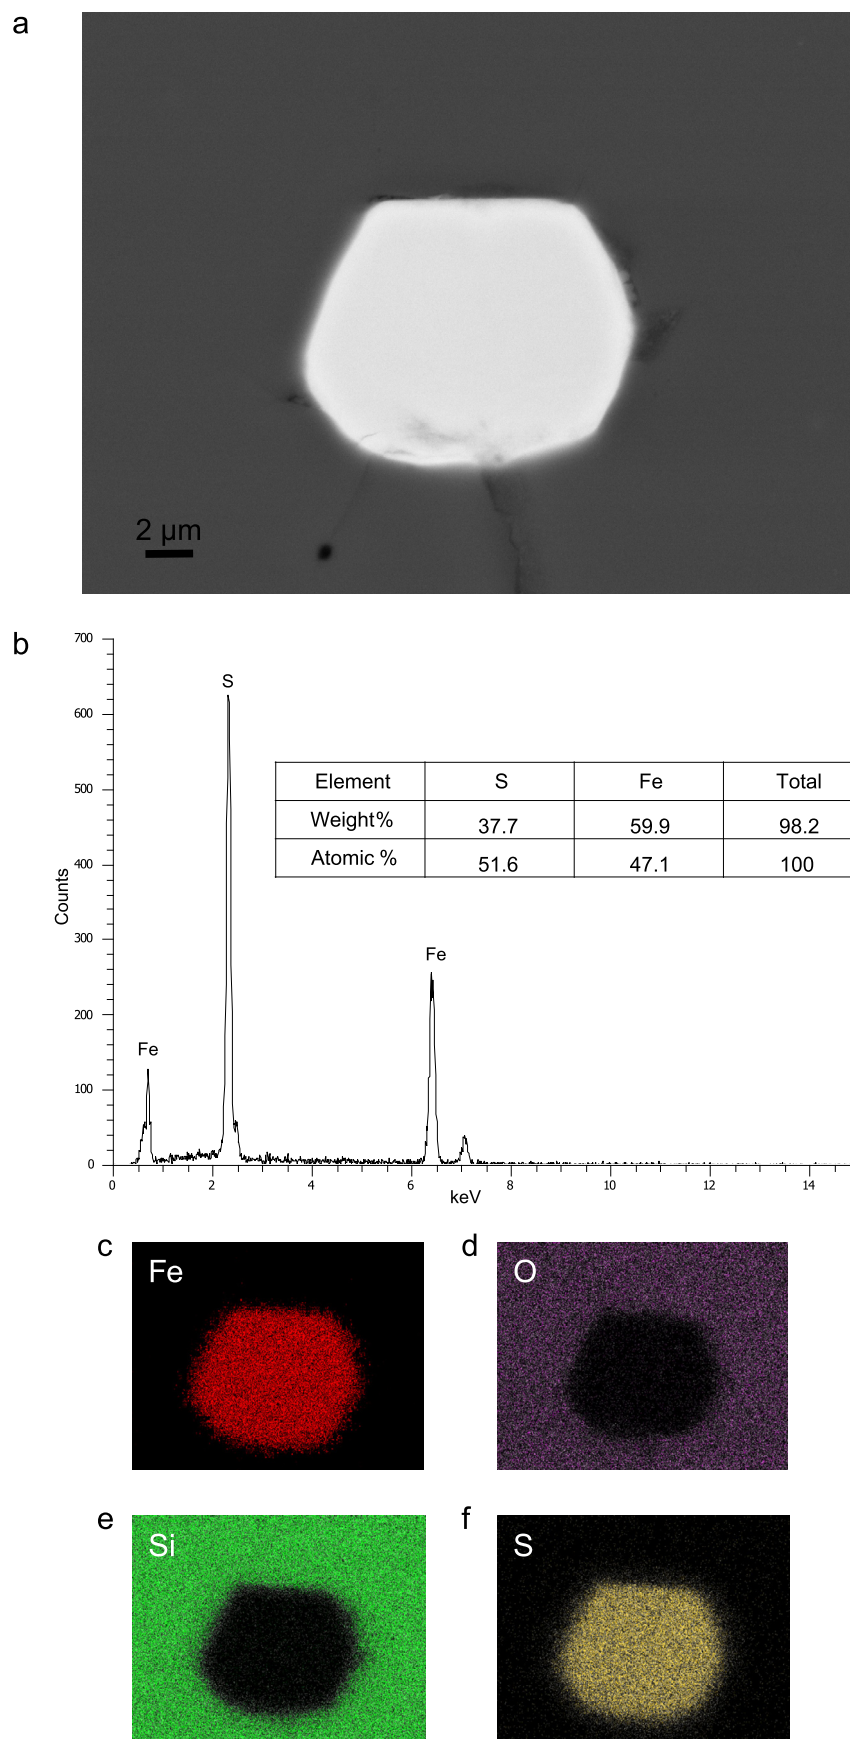 a
2 μm
b
700
600
500
400
300
200
100
0
Counts
S
Fe
Fe
Element S Fe Total
Weight% 37.7 59.9 98.2
Atomic % 51.6 47.1 100
0 2 4 6 8 10 12 14
keV
c
Fe
d
O
e
Si
f
S